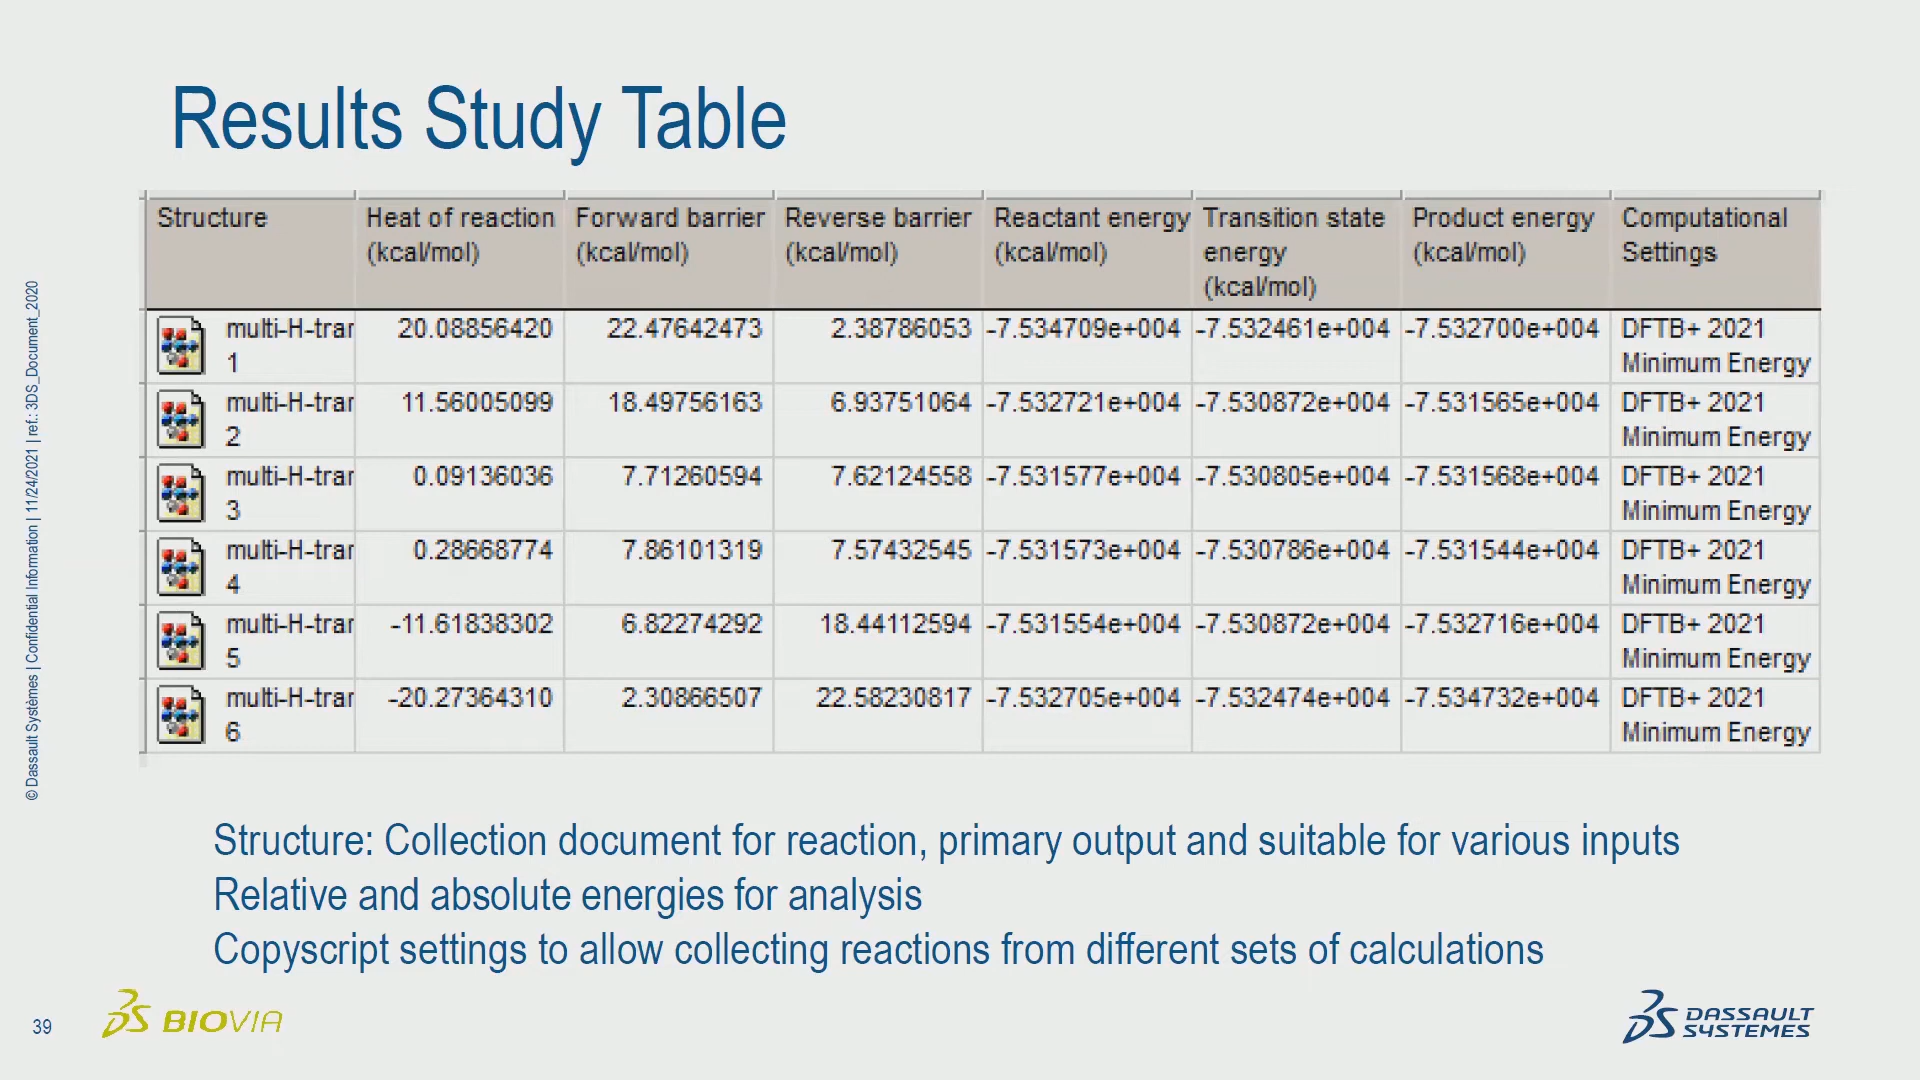 Results Study Table
Structure Heat of reaction (kcal/mol) Forward barrier (kcal/mol) Reverse barrier (kcal/mol) Reactant energy (kcal/mol) Transition state energy (kcal/mol) Product energy (kcal/mol) Computational Settings
multi-H-trar 1 20.08856420 22.47642473 2.38786053 -7.534709e+004 -7.532461e+004 -7.532700e+004 DFTB+ 2021 Minimum Energy
multi-H-trar 2 11.56005099 18.49756163 6.93751064 -7.532721e+004 -7.530872e+004 -7.531565e+004 DFTB+ 2021 Minimum Energy
multi-H-trar 3 0.09136036 7.71260594 7.62124558 -7.531577e+004 -7.530805e+004 -7.531568e+004 DFTB+ 2021 Minimum Energy
multi-H-trar 4 0.28668774 7.86101319 7.57432545 -7.531573e+004 -7.530786e+004 -7.531544e+004 DFTB+ 2021 Minimum Energy
multi-H-trar 5 -11.61838302 6.82274292 18.44112594 -7.531554e+004 -7.530872e+004 -7.532716e+004 DFTB+ 2021 Minimum Energy
multi-H-trar 6 -20.27364310 2.30866507 22.58230817 -7.532705e+004 -7.532474e+004 -7.534732e+004 DFTB+ 2021 Minimum Energy
Structure: Collection document for reaction, primary output and suitable for various inputs
Relative and absolute energies for analysis
Copyscript settings to allow collecting reactions from different sets of calculations
© Dassault Systèmes | Confidential Information | 11/24/2021 | ref.: 3DS_Document_2020
39
BIOVIA
DASSAULT
SYSTEMES